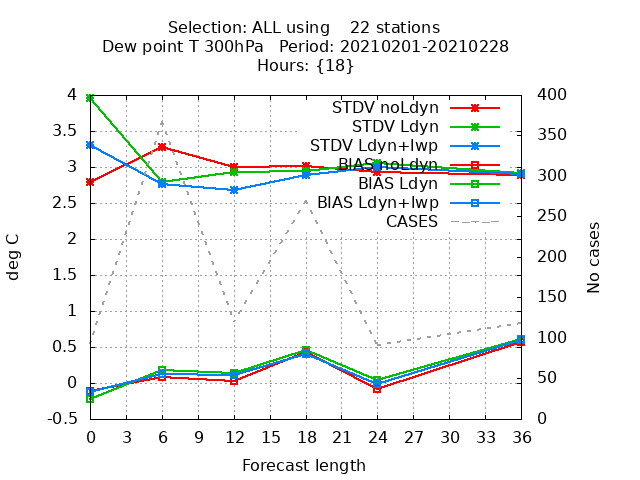 Selection: ALL using 22 stations
Dew point T 300hPa Period: 20210201-20210228
Hours: {18}
STDV noLdyn
STDV Ldyn
STDV Ldyn+lwp
BIAS noLdyn
BIAS Ldyn
BIAS Ldyn+lwp
CASES
4
3.5
3
2.5
2
1.5
1
0.5
0
-0.5
deg C
400
350
300
250
200
150
100
50
0
No cases
0 3 6 9 12 15 18 21 24 27 30 33 36
Forecast length